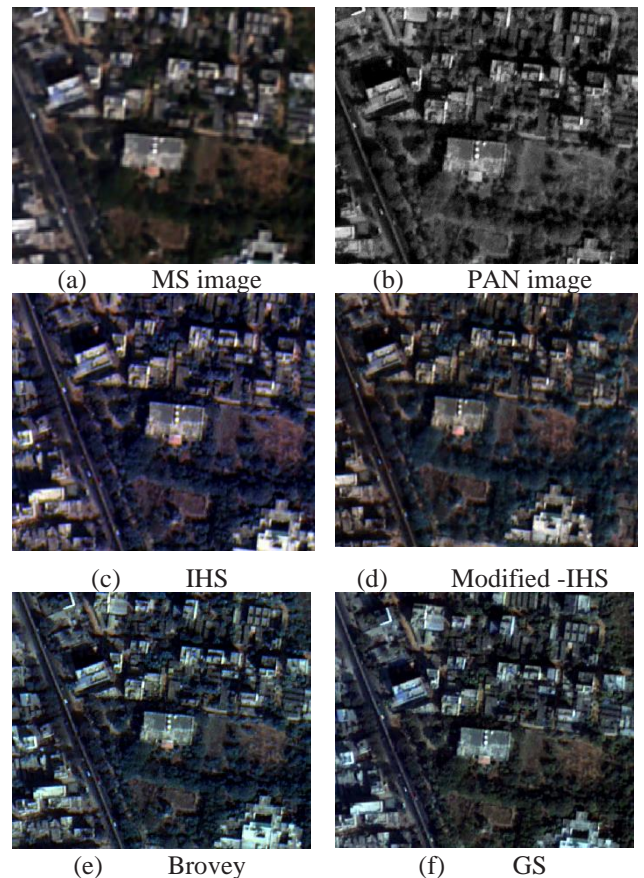 (a) MS image (b) PAN image
(c) IHS (d) Modified -IHS
(e) Brovey (f) GS